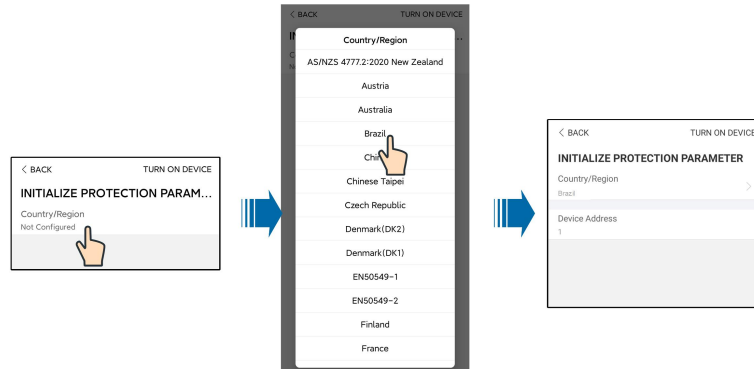 < BACK TURN ON DEVICE
INITIALIZE PROTECTION PARAM...
Country/Region
Not Configured
< BACK TURN ON DEVICE
Country/Region
AS/NZS 4777.2:2020 New Zealand
Austria
Australia
Brazil
Chi
Chinese Taipei
Czech Republic
Denmark(DK2)
Denmark(DK1)
EN50549-1
EN50549-2
Finland
France
< BACK TURN ON DEVICE
INITIALIZE PROTECTION PARAMETER
Country/Region
Brazil
Device Address
1